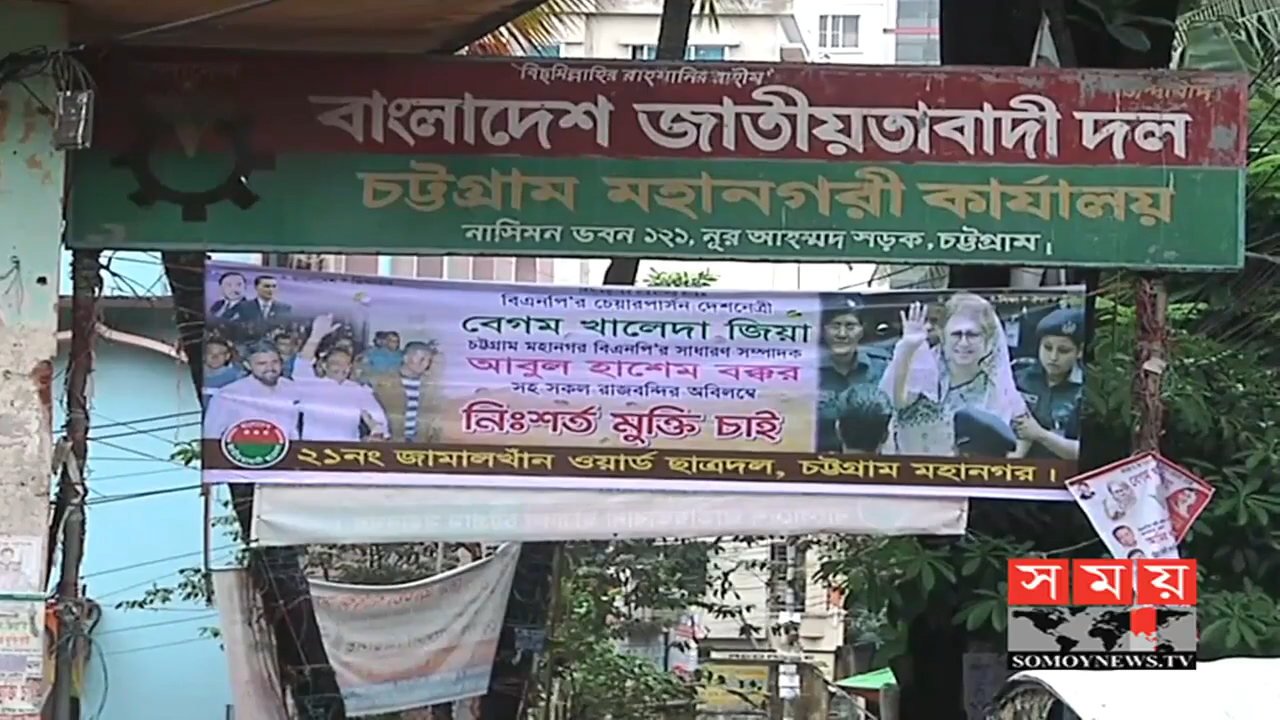 বিছমিল্লাহির রাহমানির রাহীম
বাংলাদেশ জাতীয়তাবাদী দল
চট্টগ্রাম মহানগরী কার্যালয়
নাসিমন ভবন ১২১, নূর আহম্মদ সড়ক, চট্টগ্রাম।
বিএনপি'র চেয়ারপার্সন দেশনেত্রী
বেগম খালেদা জিয়া
চট্টগ্রাম মহানগর বিএনপি'র সাধারণ সম্পাদক
আবুল হাশেম বক্কর
সহ সকল রাজবন্দির অবিলম্বে
নিঃশর্ত মুক্তি চাই
২১নং জামালখাঁন ওয়ার্ড ছাত্রদল, চট্টগ্রাম মহানগর।
সময়
SOMOYNEWS.TV